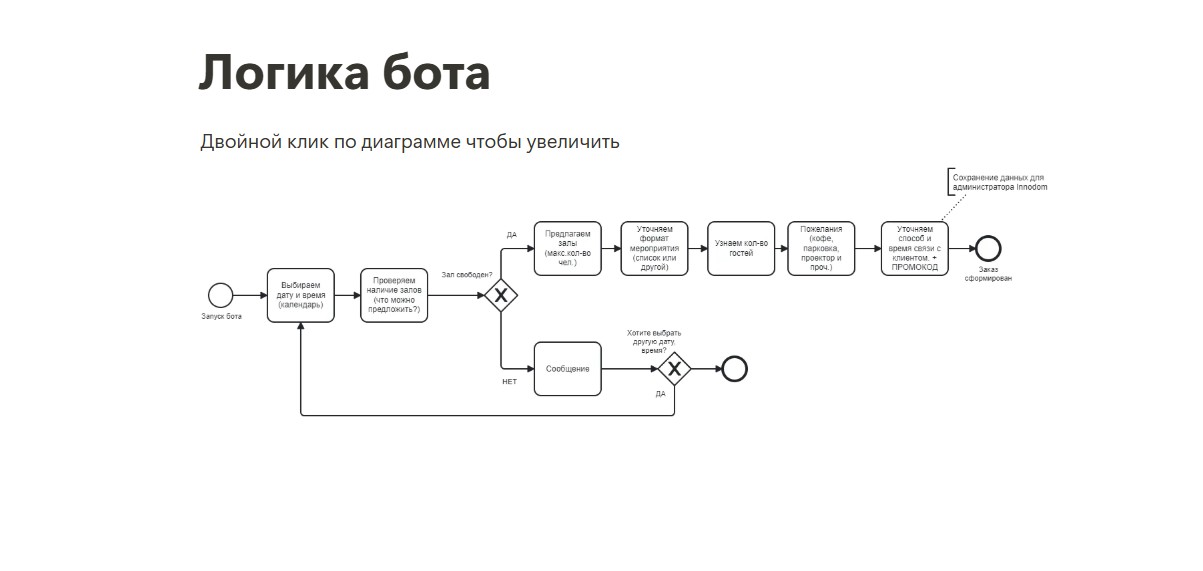 Логика бота
Двойной клик по диаграмме чтобы увеличить
Сохранение данных для
администратора Innodom
Запуск бота
Выбираем
дату и время
(календарь)
Проверяем
наличие залов
(что можно
предложить?)
Зал свободен?
ДА
Предлагаем
залы
(макс.кол-во
чел.)
Уточняем
формат
мероприятия
(список или
другой)
Узнаем кол-во
гостей
Пожелания
(кофе,
парковка,
проектор и
проч.)
Уточняем
способ и
время связи с
клиентом. +
ПРОМОКОД
Заказ
сформирован
НЕТ
Сообщение
Хотите выбрать
другую дату,
время?
ДА